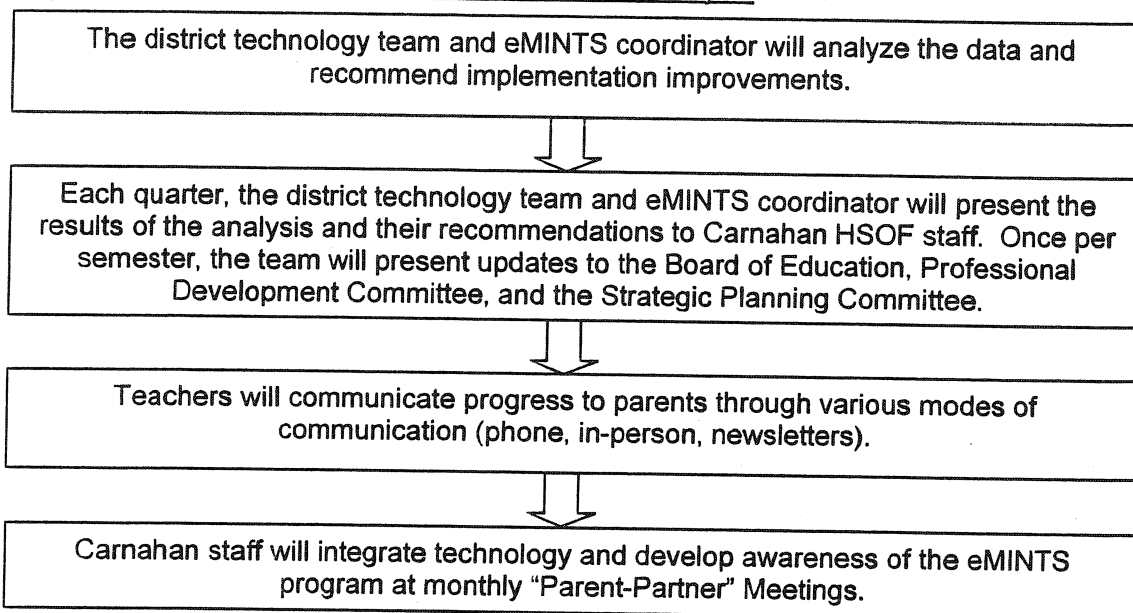 The district technology team and eMINTS coordinator will analyze the data and
recommend implementation improvements.
Each quarter, the district technology team and eMINTS coordinator will present the
results of the analysis and their recommendations to Carnahan HSOF staff.  Once per
semester, the team will present updates to the Board of Education, Professional
Development Committee, and the Strategic Planning Committee.
Teachers will communicate progress to parents through various modes of
communication (phone, in-person, newsletters).
Carnahan staff will integrate technology and develop awareness of the eMINTS
program at monthly "Parent-Partner" Meetings.